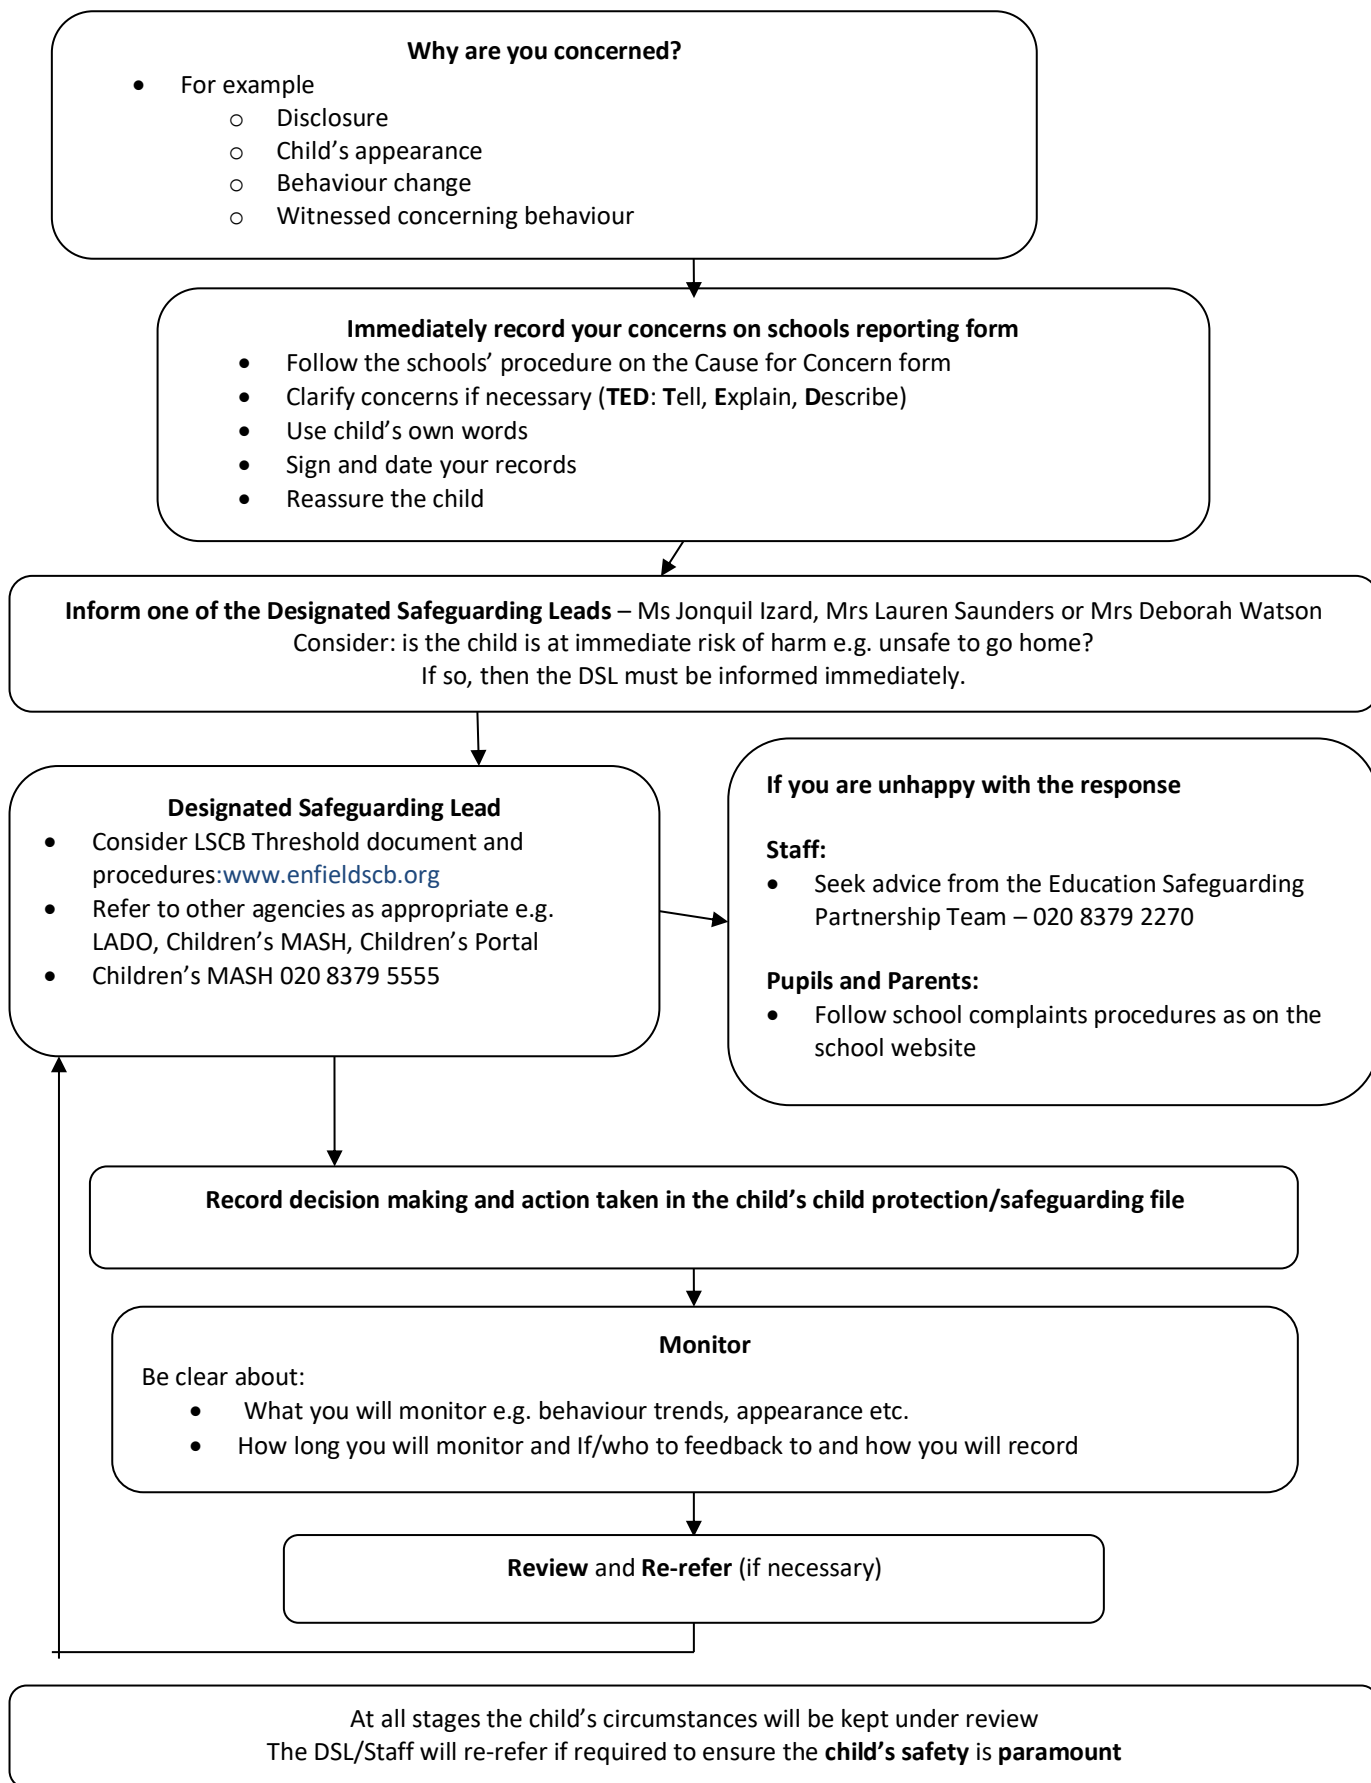 Why are you concerned?
• For example
o Disclosure
o Child’s appearance
o Behaviour change
o Witnessed concerning behaviour
Immediately record your concerns on schools reporting form
• Follow the schools’ procedure on the Cause for Concern form
• Clarify concerns if necessary (TED: Tell, Explain, Describe)
• Use child’s own words
• Sign and date your records
• Reassure the child
Inform one of the Designated Safeguarding Leads – Ms Jonquil Izard, Mrs Lauren Saunders or Mrs Deborah Watson
Consider: is the child is at immediate risk of harm e.g. unsafe to go home?
If so, then the DSL must be informed immediately.
Designated Safeguarding Lead
• Consider LSCB Threshold document and
procedures:www.enfieldscb.org
• Refer to other agencies as appropriate e.g.
LADO, Children’s MASH, Children’s Portal
• Children’s MASH 020 8379 5555
If you are unhappy with the response
Staff:
• Seek advice from the Education Safeguarding
Partnership Team – 020 8379 2270
Pupils and Parents:
• Follow school complaints procedures as on the
school website
Record decision making and action taken in the child’s child protection/safeguarding file
Monitor
Be clear about:
• What you will monitor e.g. behaviour trends, appearance etc.
• How long you will monitor and If/who to feedback to and how you will record
Review and Re-refer (if necessary)
At all stages the child’s circumstances will be kept under review
The DSL/Staff will re-refer if required to ensure the child’s safety is paramount